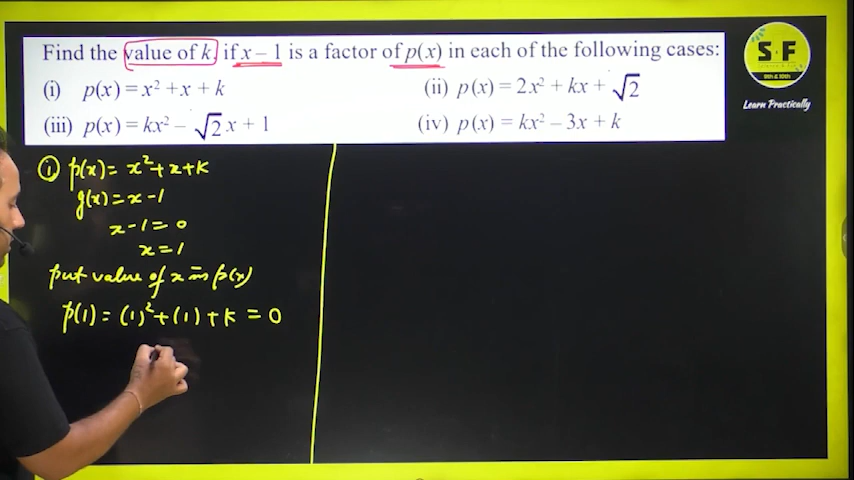 Find the value of k, if x – 1 is a factor of p(x) in each of the following cases:
(i) p(x) = x² + x + k
(ii) p(x) = 2x² + kx + √2
(iii) p(x) = kx² – √2 x + 1
(iv) p(x) = kx² – 3x + k
S F
9th & 10th
Learn Practically
(i) p(x) = x² + x + k
g(x) = x - 1
x - 1 = 0
x = 1
put value of x in p(x)
p(1) = (1)² + (1) + k = 0